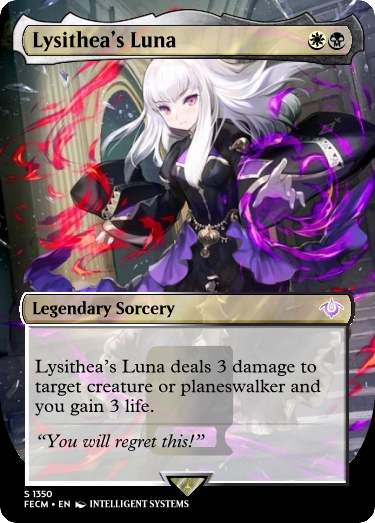 Lysithea's Luna
Legendary Sorcery
Lysithea's Luna deals 3 damage to
target creature or planeswalker and
you gain 3 life.
"You will regret this!"
S 1350
FECM • EN INTELLIGENT SYSTEMS